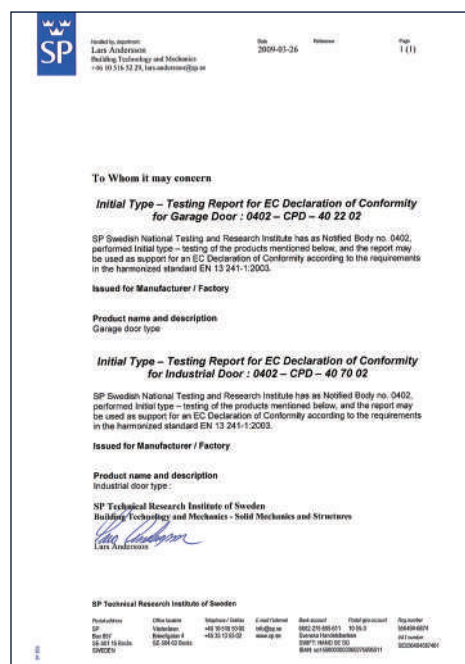 SP
Handled by, department
Lars Andersson
Building Technology and Mechanics
Date
2009-03-26
Reference
Page
1 (1)
To Whom it may concern
Initial Type – Testing Report for EC Declaration of Conformity
for Garage Door : 0402 – CPD – 40 22 02
SP Swedish National Testing and Research Institute has as Notified Body no. 0402,
performed Initial type – testing of the products mentioned below, and the report may
be used as support for an EC Declaration of Conformity according to the requirements
in the harmonized standard EN 13 241-1:2003.
Issued for Manufacturer / Factory
Product name and description
Garage door type
Initial Type – Testing Report for EC Declaration of Conformity
for Industrial Door : 0402 – CPD – 40 70 02
SP Swedish National Testing and Research Institute has as Notified Body no. 0402,
performed Initial type – testing of the products mentioned below, and the report may
be used as support for an EC Declaration of Conformity according to the requirements
in the harmonized standard EN 13 241-1:2003.
Issued for Manufacturer / Factory
Product name and description
Industrial door type :
SP Technical Research Institute of Sweden
Building Technology and Mechanics - Solid Mechanics and Structures
Lars Andersson
SP Technical Research Institute of Sweden
SWEDEN